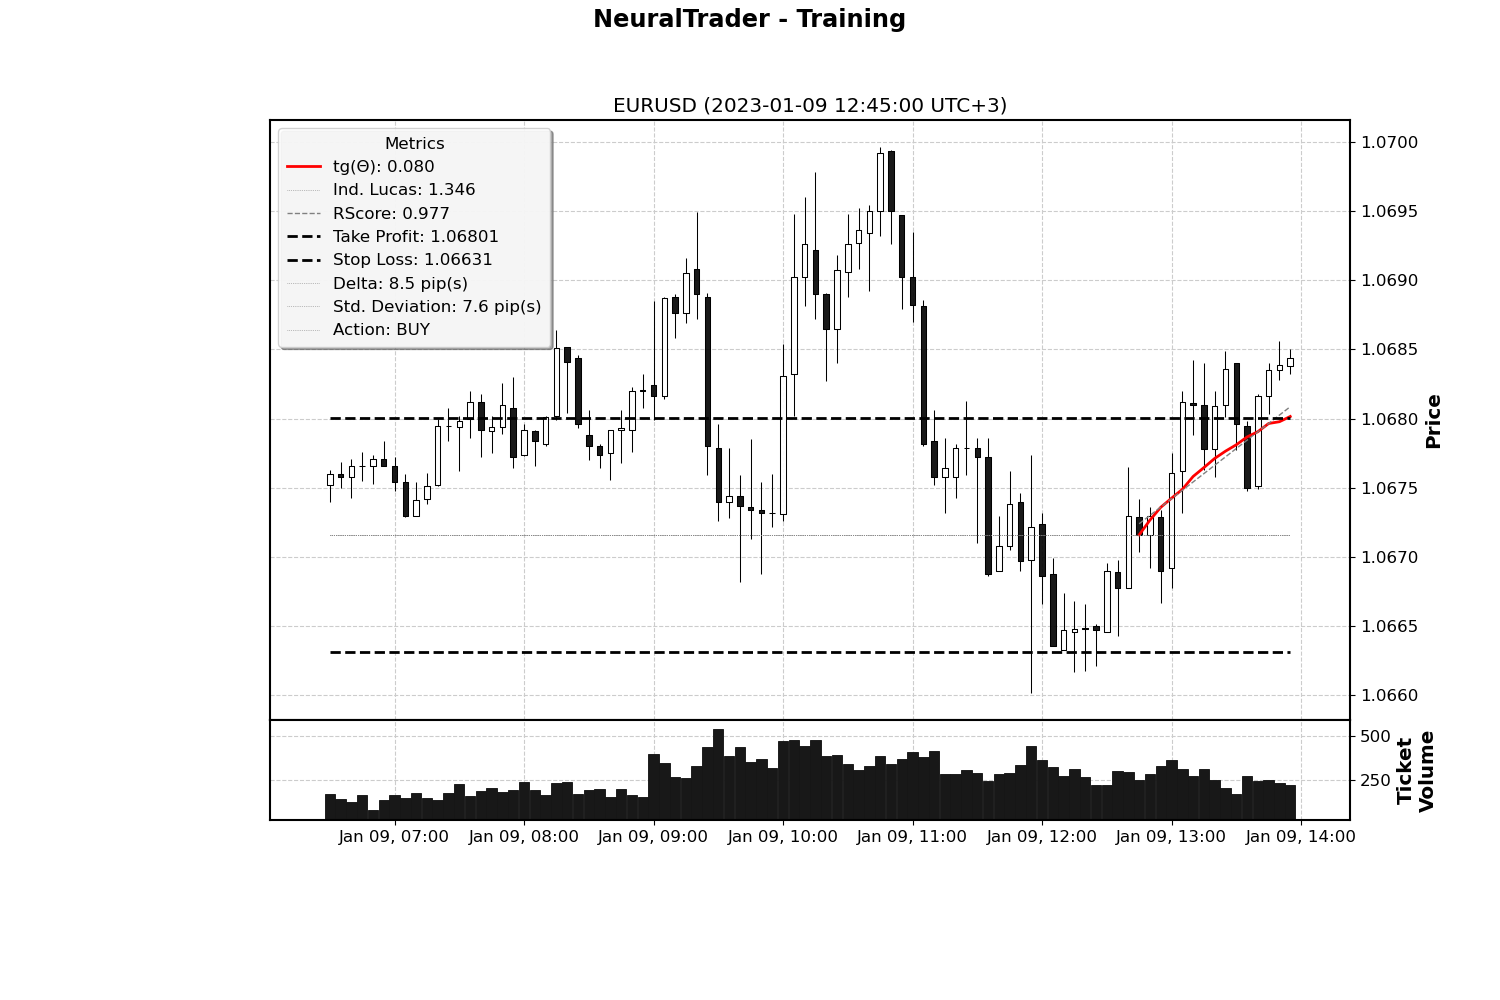 NeuralTrader - Training
EURUSD (2023-01-09 12:45:00 UTC+3)
Metrics
tg(Θ): 0.080
Ind. Lucas: 1.346
RScore: 0.977
Take Profit: 1.06801
Stop Loss: 1.06631
Delta: 8.5 pip(s)
Std. Deviation: 7.6 pip(s)
Action: BUY
1.0700
1.0695
1.0690
1.0685
1.0680
1.0675
1.0670
1.0665
1.0660
Price
500
250
Ticket
Volume
Jan 09, 07:00
Jan 09, 08:00
Jan 09, 09:00
Jan 09, 10:00
Jan 09, 11:00
Jan 09, 12:00
Jan 09, 13:00
Jan 09, 14:00